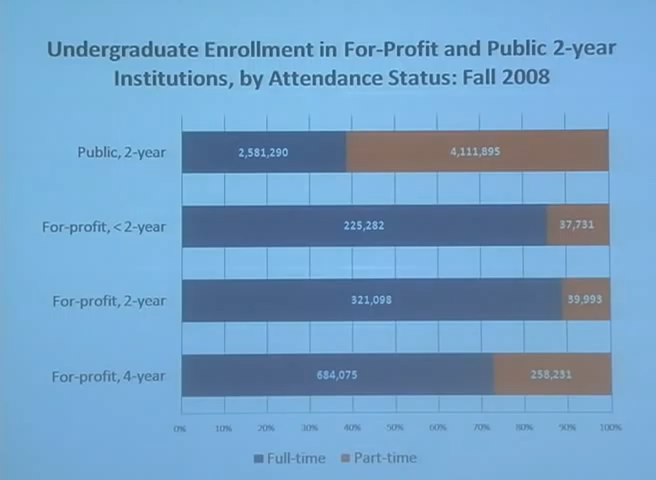 Undergraduate Enrollment in For-Profit and Public 2-year
Institutions, by Attendance Status: Fall 2008
Public, 2-year
2,581,290
4,111,895
For-profit, < 2-year
225,282
37,731
For-profit, 2-year
321,098
39,993
For-profit, 4-year
684,075
258,231
0% 10% 20% 30% 40% 50% 60% 70% 80% 90% 100%
Full-time Part-time